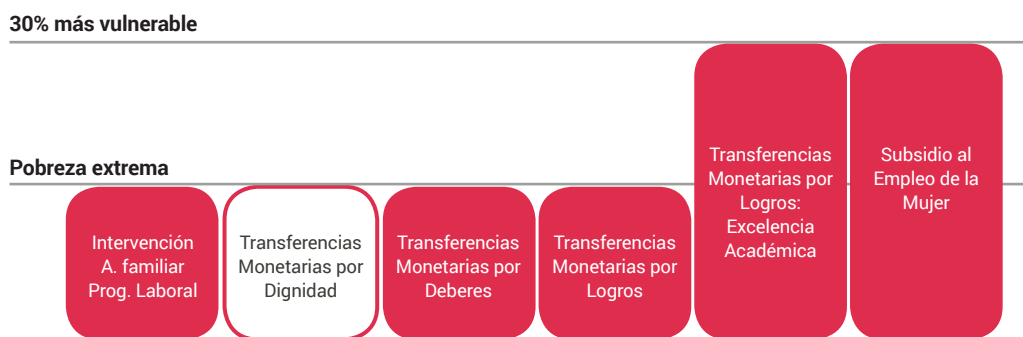 30% más vulnerable
Pobreza extrema
Intervención
A. familiar
Prog. Laboral
Transferencias
Monetarias por
Dignidad
Transferencias
Monetarias por
Deberes
Transferencias
Monetarias por
Logros
Transferencias
Monetarias por
Logros:
Excelencia
Académica
Subsidio al
Empleo de la
Mujer